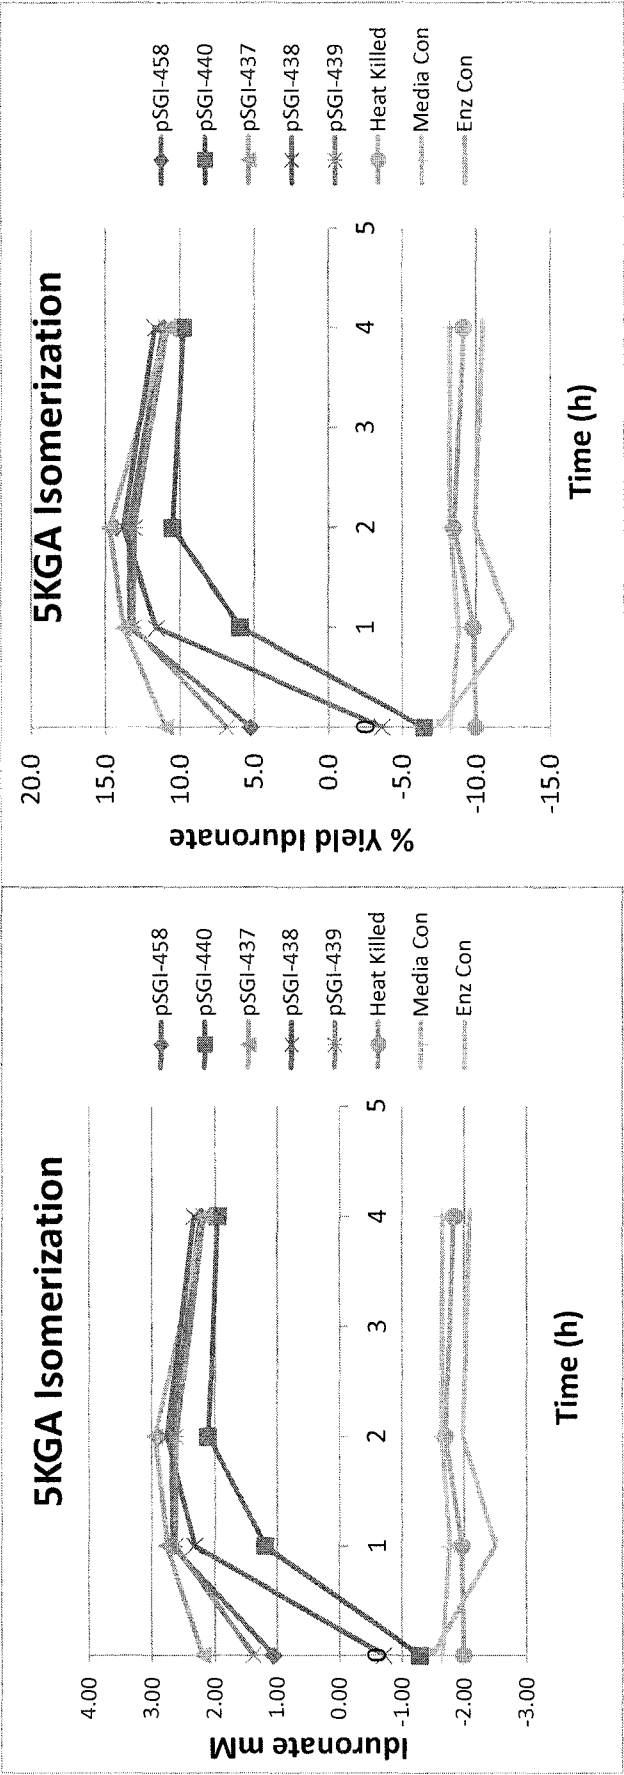 5KGA Isomerization
4.00
3.00
2.00
1.00
0.00
-1.00
-2.00
-3.00
Iduronate mM
0
1
2
3
4
5
Time (h)
pSGI-458
pSGI-440
pSGI-437
pSGI-438
pSGI-439
Heat Killed
Media Con
Enz Con
5KGA Isomerization
20.0
15.0
10.0
5.0
0.0
-5.0
-10.0
-15.0
% Yield Iduronate
0
1
2
3
4
5
Time (h)
pSGI-458
pSGI-440
pSGI-437
pSGI-438
pSGI-439
Heat Killed
Media Con
Enz Con